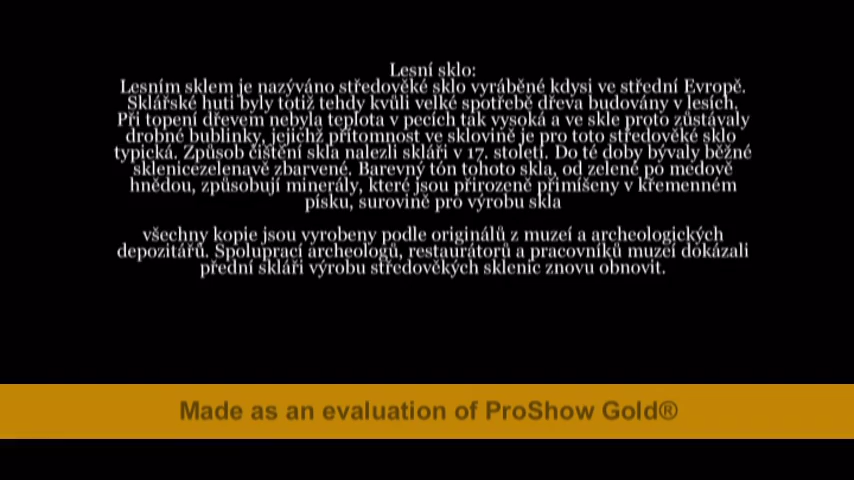 Lesní sklo:
Lesním sklem je nazýváno středověké sklo vyráběné kdysi ve střední Evropě.
Sklářské huti byly totiž tehdy kvůli velké spotřebě dřeva budovány v lesích.
Při topení dřevem nebyla teplota v pecích tak vysoká a ve skle proto zůstávaly
drobné bublinky, jejichž přítomnost ve sklovině je pro toto středověké sklo
typická. Způsob čištění skla nalezli skláři v 17. století. Do té doby bývaly běžné
sklenicezelenavě zbarvené. Barevný tón tohoto skla, od zelené po medově
hnědou, způsobují minerály, které jsou přirozeně přimíšeny v křemenném
písku, surovině pro výrobu skla
všechny kopie jsou vyrobeny podle originálů z muzeí a archeologických
depozitářů. Spoluprací archeologů, restaurátorů a pracovníků muzeí dokázali
přední skláři výrobu středověkých sklenic znovu obnovit.
Made as an evaluation of ProShow Gold®